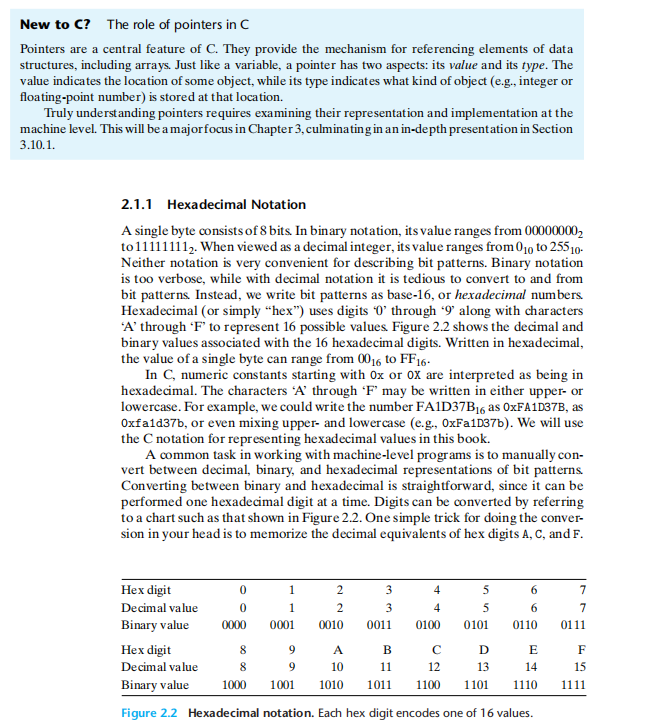 New to C? The role of pointers in C
Pointers are a central feature of C. They provide the mechanism for referencing elements of data
structures, including arrays. Just like a variable, a pointer has two aspects: its value and its type. The
value indicates the location of some object, while its type indicates what kind of object (e.g., integer or
floating-point number) is stored at that location.
Truly understanding pointers requires examining their representation and implementation at the
machine level. This will be a major focus in Chapter 3, culminating in an in-depth presentation in Section
3.10.1.
2.1.1 Hexadecimal Notation
A single byte consists of 8 bits. In binary notation, its value ranges from 00000000₂
to 11111111₂. When viewed as a decimal integer, its value ranges from 0₁₀ to 255₁₀.
Neither notation is very convenient for describing bit patterns. Binary notation
is too verbose, while with decimal notation it is tedious to convert to and from
bit patterns. Instead, we write bit patterns as base-16, or hexadecimal numbers.
Hexadecimal (or simply “hex”) uses digits ‘0’ through ‘9’ along with characters
‘A’ through ‘F’ to represent 16 possible values. Figure 2.2 shows the decimal and
binary values associated with the 16 hexadecimal digits. Written in hexadecimal,
the value of a single byte can range from 00₁₆ to FF₁₆.
In C, numeric constants starting with 0x or 0X are interpreted as being in
hexadecimal. The characters ‘A’ through ‘F’ may be written in either upper- or
lowercase. For example, we could write the number FA1D37B₁₆ as 0xFA1D37B, as
0xfa1d37b, or even mixing upper- and lowercase (e.g., 0xFa1D37b). We will use
the C notation for representing hexadecimal values in this book.
A common task in working with machine-level programs is to manually con-
vert between decimal, binary, and hexadecimal representations of bit patterns.
Converting between binary and hexadecimal is straightforward, since it can be
performed one hexadecimal digit at a time. Digits can be converted by referring
to a chart such as that shown in Figure 2.2. One simple trick for doing the conver-
sion in your head is to memorize the decimal equivalents of hex digits A, C, and F.
Hex digit 0 1 2 3 4 5 6 7
Decimal value 0 1 2 3 4 5 6 7
Binary value 0000 0001 0010 0011 0100 0101 0110 0111
Hex digit 8 9 A B C D E F
Decimal value 8 9 10 11 12 13 14 15
Binary value 1000 1001 1010 1011 1100 1101 1110 1111
Figure 2.2 Hexadecimal notation. Each hex digit encodes one of 16 values.